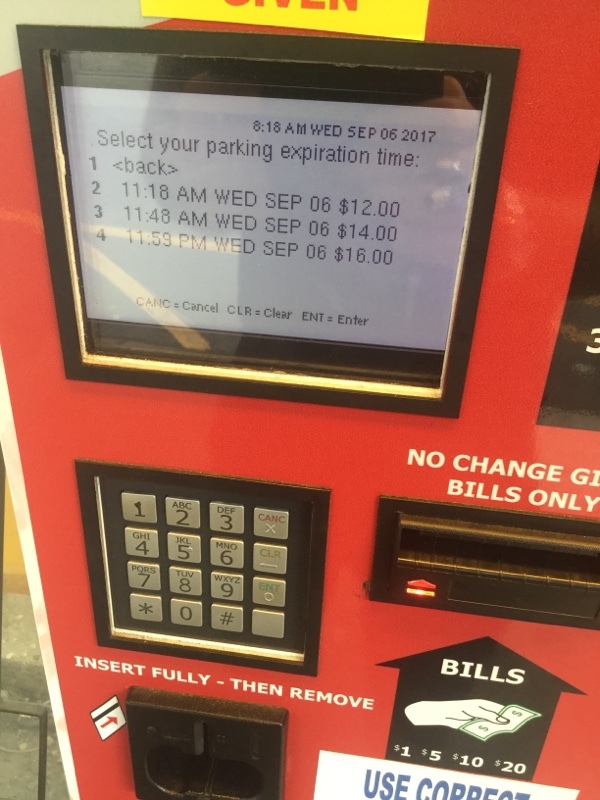 GIVEN
8:18 AM WED SEP 06 2017
Select your parking expiration time:
1 <back>
2 11:18 AM WED SEP 06 $12.00
3 11:48 AM WED SEP 06 $14.00
4 11:59 PM WED SEP 06 $16.00
CANC = Cancel CLR = Clear ENT = Enter
3
NO CHANGE GI
BILLS ONLY
1 ABC 2 DEF 3 CANC X
GHI 4 JKL 5 MNO 6 CLR —
PQRS 7 TUV 8 WXYZ 9 ENT O
* 0 #
INSERT FULLY - THEN REMOVE
BILLS
$ $
$1 $5 $10 $20
USE CORRECT